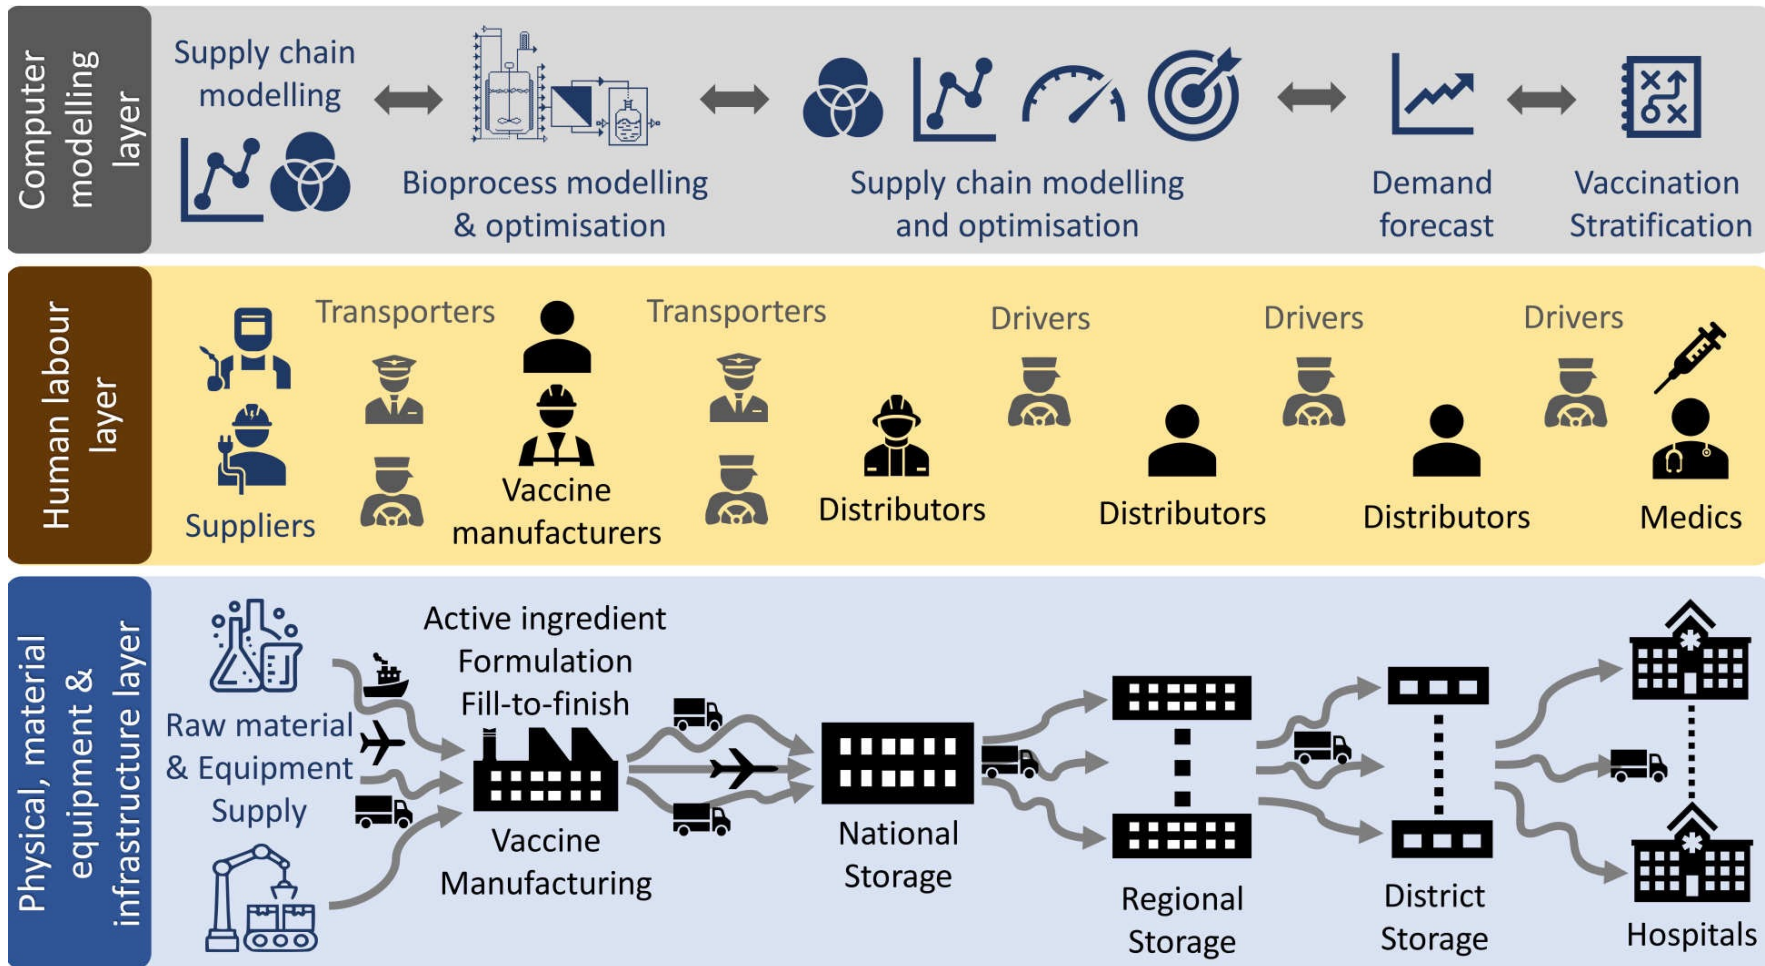 Computer
modelling
layer
Supply chain
modelling
Bioprocess modelling
& optimisation
Supply chain modelling
and optimisation
Demand
forecast
Vaccination
Stratification
Human labour
layer
Suppliers
Transporters
Vaccine
manufacturers
Transporters
Distributors
Drivers
Distributors
Drivers
Distributors
Drivers
Medics
Physical, material
equipment &
infrastructure layer
Raw material
& Equipment
Supply
Active ingredient
Formulation
Fill-to-finish
Vaccine
Manufacturing
National
Storage
Regional
Storage
District
Storage
Hospitals